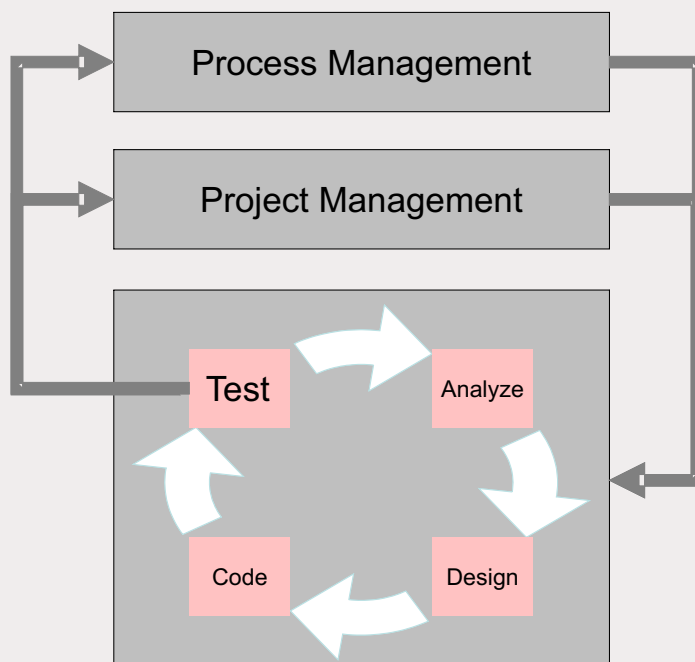 Process Management
Project Management
Test
Analyze
Code
Design